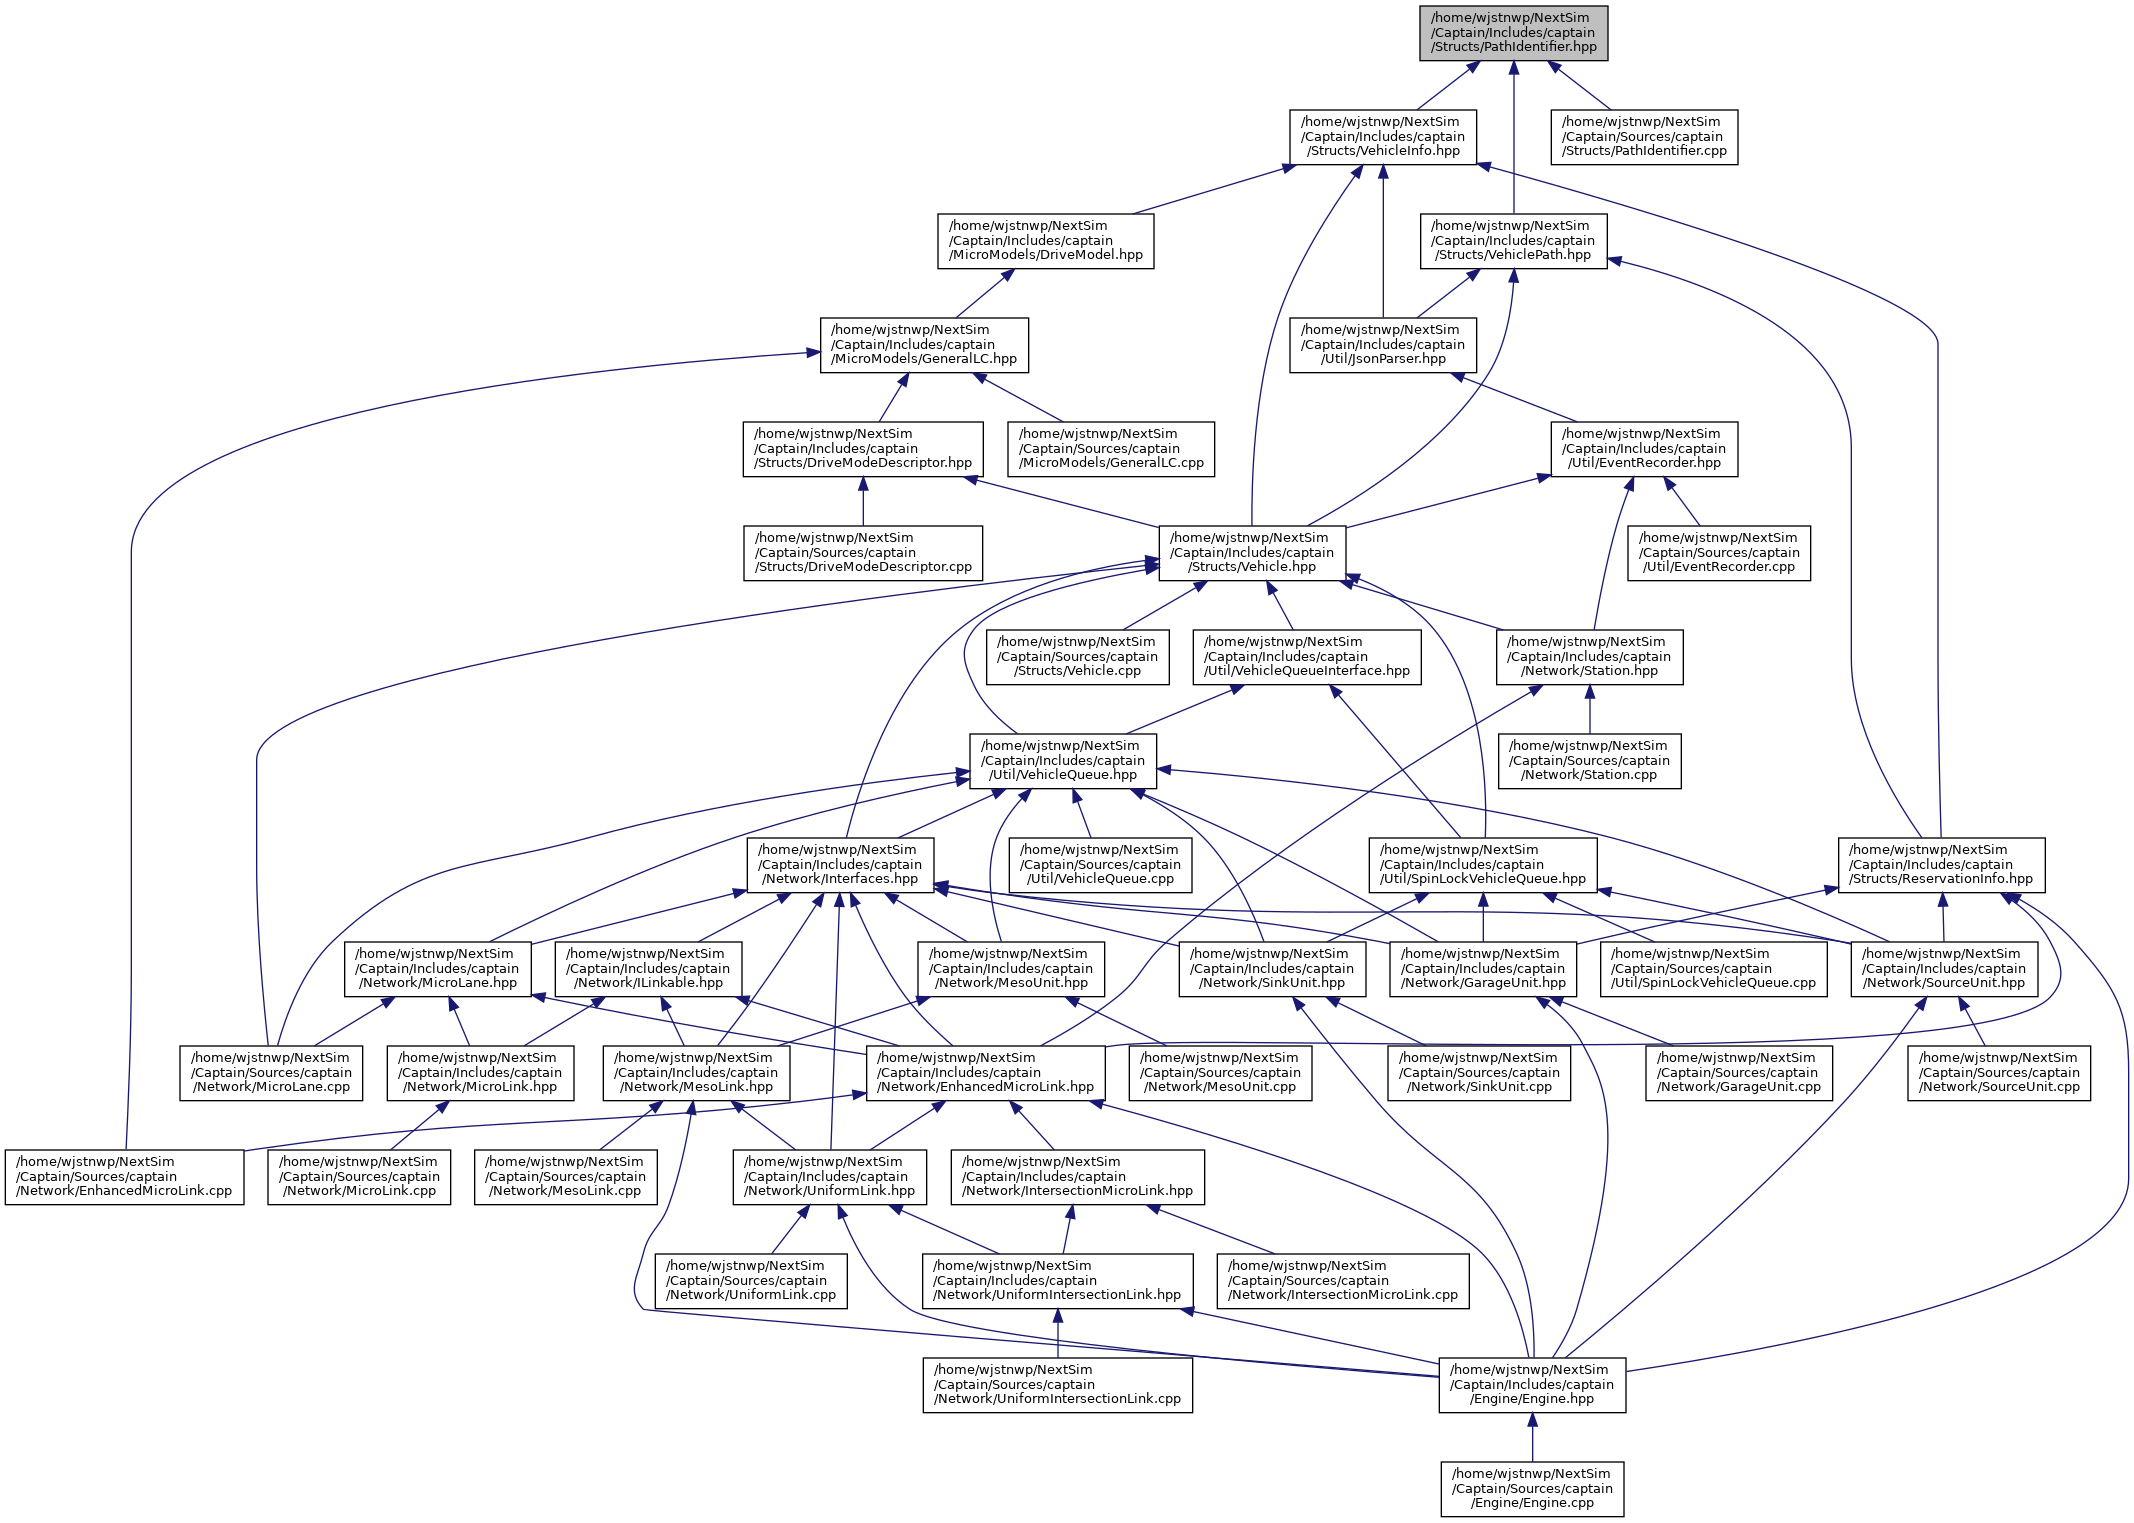 /home/wjstnwp/NextSim
/Captain/Includes/captain
/Structs/PathIdentifier.hpp
/home/wjstnwp/NextSim
/Captain/Includes/captain
/Structs/VehicleInfo.hpp
/home/wjstnwp/NextSim
/Captain/Sources/captain
/Structs/PathIdentifier.cpp
/home/wjstnwp/NextSim
/Captain/Includes/captain
/MicroModels/DriveModel.hpp
/home/wjstnwp/NextSim
/Captain/Includes/captain
/Structs/VehiclePath.hpp
/home/wjstnwp/NextSim
/Captain/Includes/captain
/MicroModels/GeneralLC.hpp
/home/wjstnwp/NextSim
/Captain/Includes/captain
/Util/JsonParser.hpp
/home/wjstnwp/NextSim
/Captain/Includes/captain
/Structs/DriveModeDescriptor.hpp
/home/wjstnwp/NextSim
/Captain/Sources/captain
/MicroModels/GeneralLC.cpp
/home/wjstnwp/NextSim
/Captain/Includes/captain
/Util/EventRecorder.hpp
/home/wjstnwp/NextSim
/Captain/Sources/captain
/Structs/DriveModeDescriptor.cpp
/home/wjstnwp/NextSim
/Captain/Includes/captain
/Structs/Vehicle.hpp
/home/wjstnwp/NextSim
/Captain/Sources/captain
/Util/EventRecorder.cpp
/home/wjstnwp/NextSim
/Captain/Sources/captain
/Structs/Vehicle.cpp
/home/wjstnwp/NextSim
/Captain/Includes/captain
/Util/VehicleQueueInterface.hpp
/home/wjstnwp/NextSim
/Captain/Includes/captain
/Network/Station.hpp
/home/wjstnwp/NextSim
/Captain/Includes/captain
/Util/VehicleQueue.hpp
/home/wjstnwp/NextSim
/Captain/Sources/captain
/Network/Station.cpp
/home/wjstnwp/NextSim
/Captain/Includes/captain
/Network/Interfaces.hpp
/home/wjstnwp/NextSim
/Captain/Sources/captain
/Util/VehicleQueue.cpp
/home/wjstnwp/NextSim
/Captain/Includes/captain
/Util/SpinLockVehicleQueue.hpp
/home/wjstnwp/NextSim
/Captain/Includes/captain
/Structs/ReservationInfo.hpp
/home/wjstnwp/NextSim
/Captain/Includes/captain
/Network/MicroLane.hpp
/home/wjstnwp/NextSim
/Captain/Includes/captain
/Network/ILinkable.hpp
/home/wjstnwp/NextSim
/Captain/Includes/captain
/Network/MesoUnit.hpp
/home/wjstnwp/NextSim
/Captain/Includes/captain
/Network/SinkUnit.hpp
/home/wjstnwp/NextSim
/Captain/Includes/captain
/Network/GarageUnit.hpp
/home/wjstnwp/NextSim
/Captain/Sources/captain
/Util/SpinLockVehicleQueue.cpp
/home/wjstnwp/NextSim
/Captain/Includes/captain
/Network/SourceUnit.hpp
/home/wjstnwp/NextSim
/Captain/Sources/captain
/Network/MicroLane.cpp
/home/wjstnwp/NextSim
/Captain/Includes/captain
/Network/MicroLink.hpp
/home/wjstnwp/NextSim
/Captain/Includes/captain
/Network/MesoLink.hpp
/home/wjstnwp/NextSim
/Captain/Includes/captain
/Network/EnhancedMicroLink.hpp
/home/wjstnwp/NextSim
/Captain/Sources/captain
/Network/MesoUnit.cpp
/home/wjstnwp/NextSim
/Captain/Sources/captain
/Network/SinkUnit.cpp
/home/wjstnwp/NextSim
/Captain/Sources/captain
/Network/GarageUnit.cpp
/home/wjstnwp/NextSim
/Captain/Sources/captain
/Network/SourceUnit.cpp
/home/wjstnwp/NextSim
/Captain/Sources/captain
/Network/EnhancedMicroLink.cpp
/home/wjstnwp/NextSim
/Captain/Sources/captain
/Network/MicroLink.cpp
/home/wjstnwp/NextSim
/Captain/Sources/captain
/Network/MesoLink.cpp
/home/wjstnwp/NextSim
/Captain/Includes/captain
/Network/UniformLink.hpp
/home/wjstnwp/NextSim
/Captain/Includes/captain
/Network/IntersectionMicroLink.hpp
/home/wjstnwp/NextSim
/Captain/Sources/captain
/Network/UniformLink.cpp
/home/wjstnwp/NextSim
/Captain/Includes/captain
/Network/UniformIntersectionLink.hpp
/home/wjstnwp/NextSim
/Captain/Sources/captain
/Network/IntersectionMicroLink.cpp
/home/wjstnwp/NextSim
/Captain/Sources/captain
/Network/UniformIntersectionLink.cpp
/home/wjstnwp/NextSim
/Captain/Includes/captain
/Engine/Engine.hpp
/home/wjstnwp/NextSim
/Captain/Sources/captain
/Engine/Engine.cpp